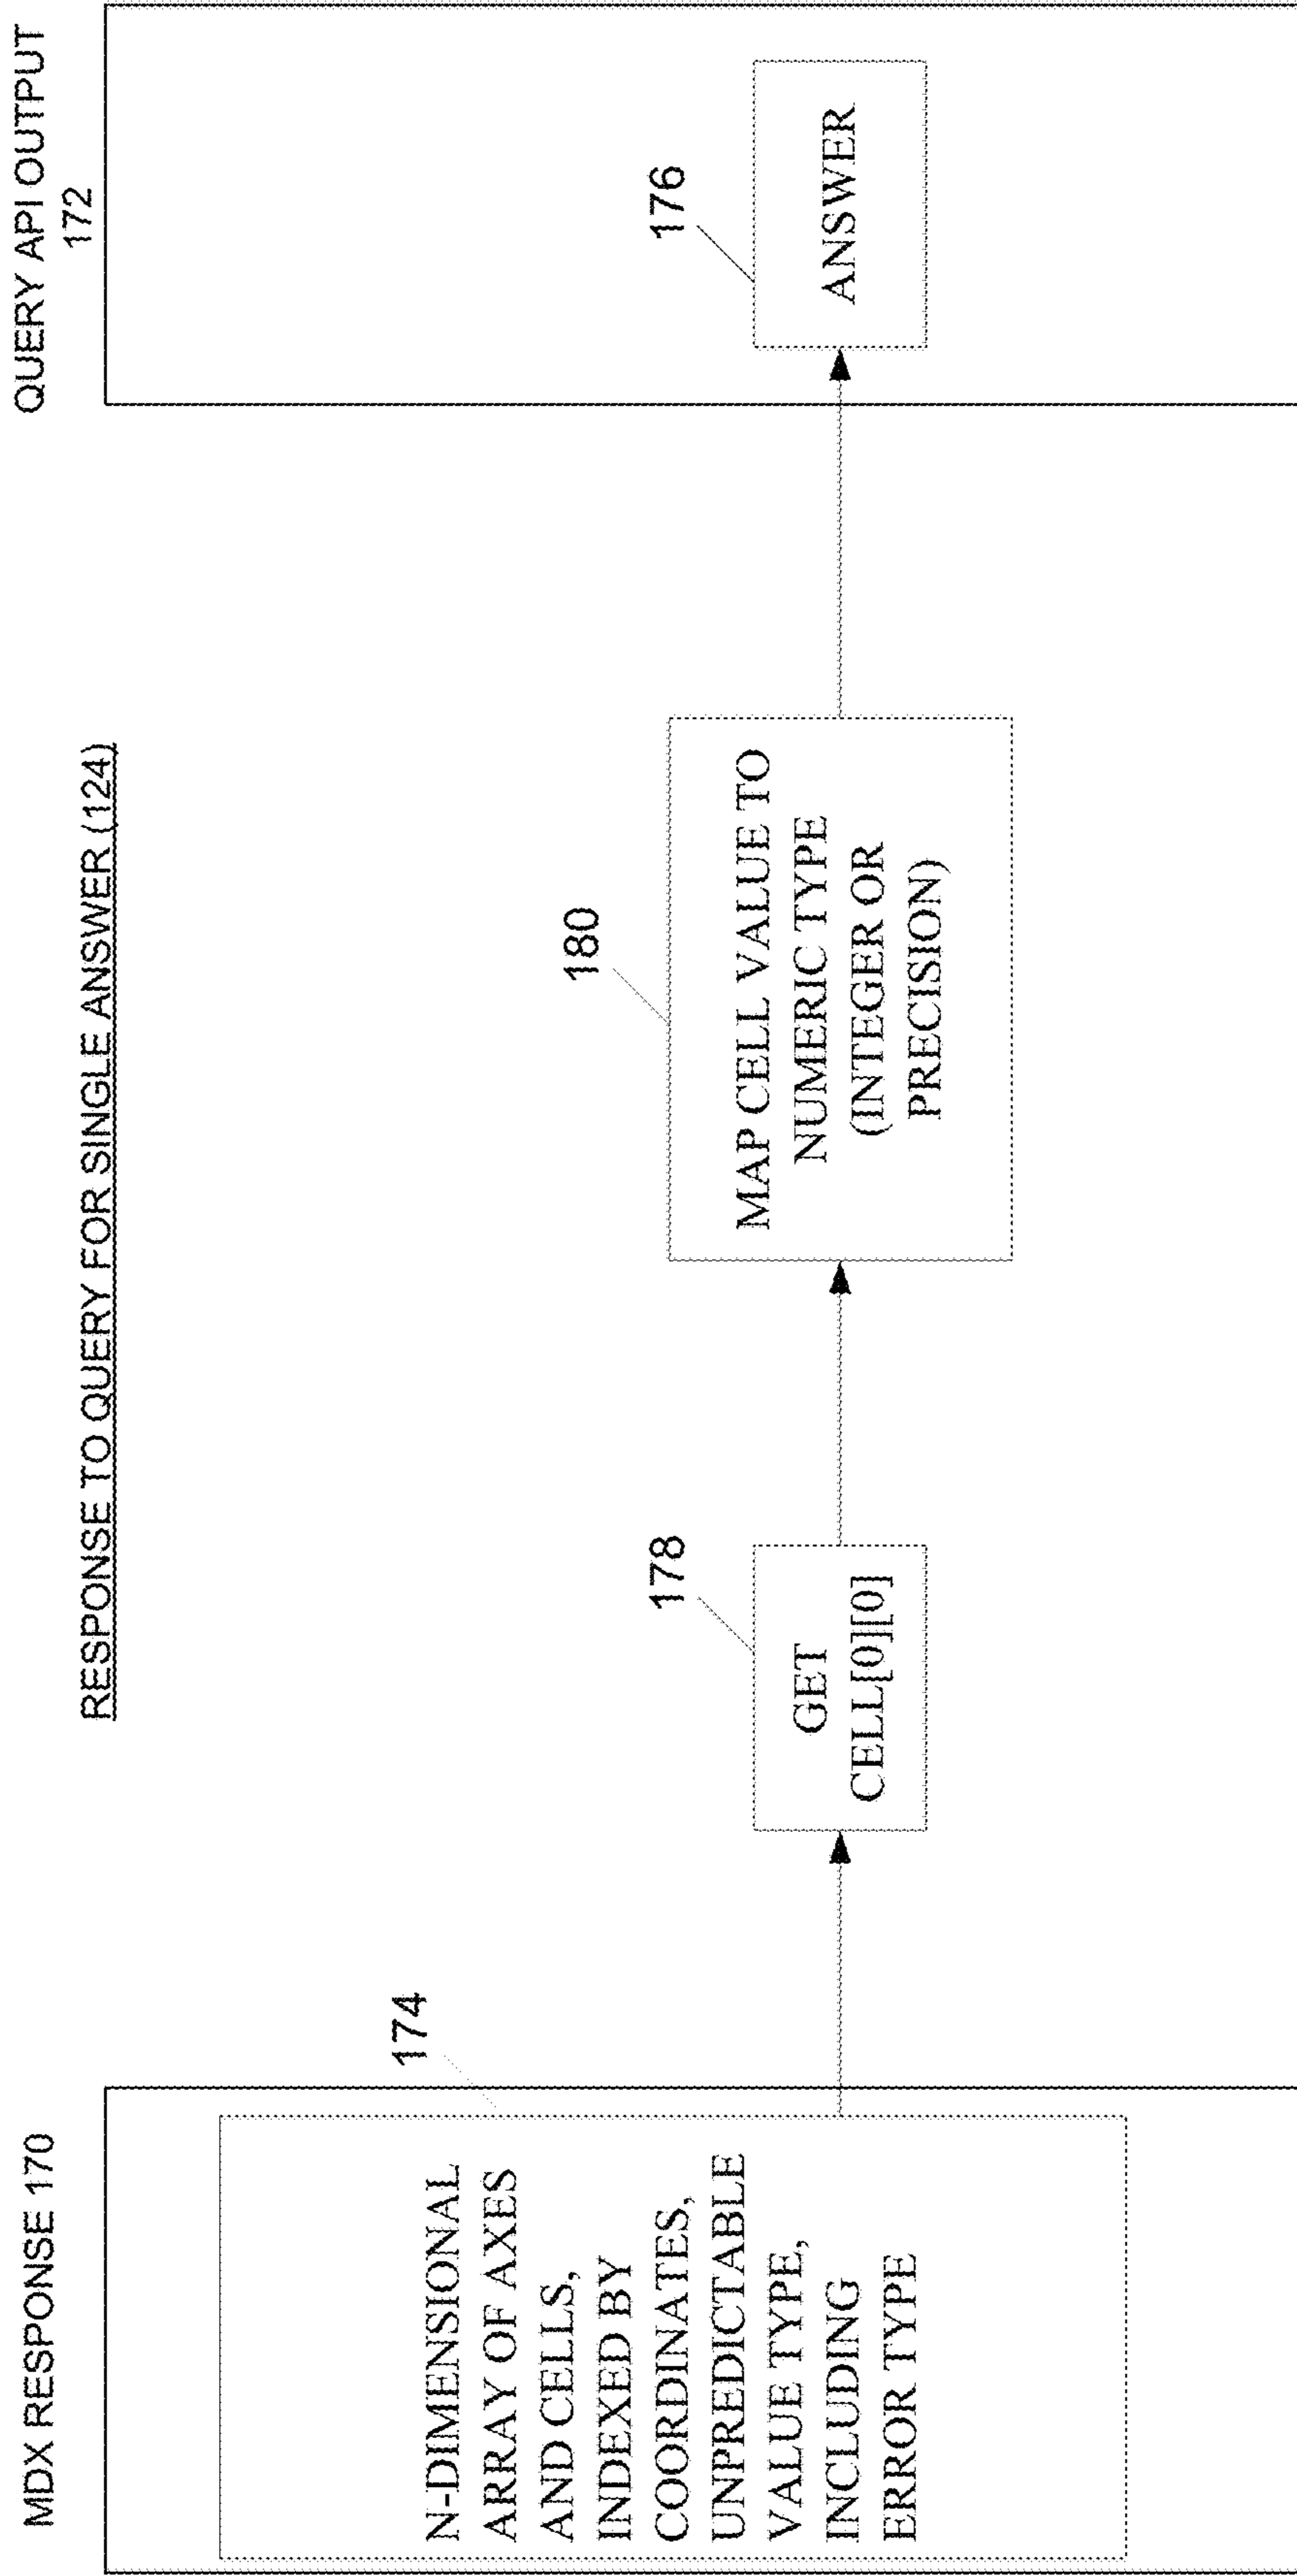 RESPONSE TO QUERY FOR SINGLE ANSWER (124)
MDX RESPONSE 170
174
N-DIMENSIONAL
ARRAY OF AXES
AND CELLS,
INDEXED BY
COORDINATES,
UNPREDICTABLE
VALUE TYPE,
INCLUDING
ERROR TYPE
178
GET
CELL[0][0]
180
MAP CELL VALUE TO
NUMERIC TYPE
(INTEGER OR
PRECISION)
QUERY API OUTPUT
172
176
ANSWER